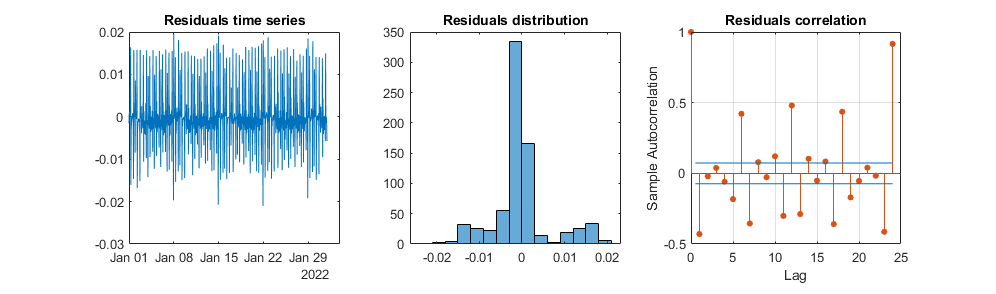 Residuals time series
0.02
0.01
0
-0.01
-0.02
-0.03
Jan 01 Jan 08 Jan 15 Jan 22 Jan 29
2022
Residuals distribution
350
300
250
200
150
100
50
0
-0.02 -0.01 0 0.01 0.02
Residuals correlation
Sample Autocorrelation
1
0.5
0
-0.5
0 5 10 15 20 25
Lag